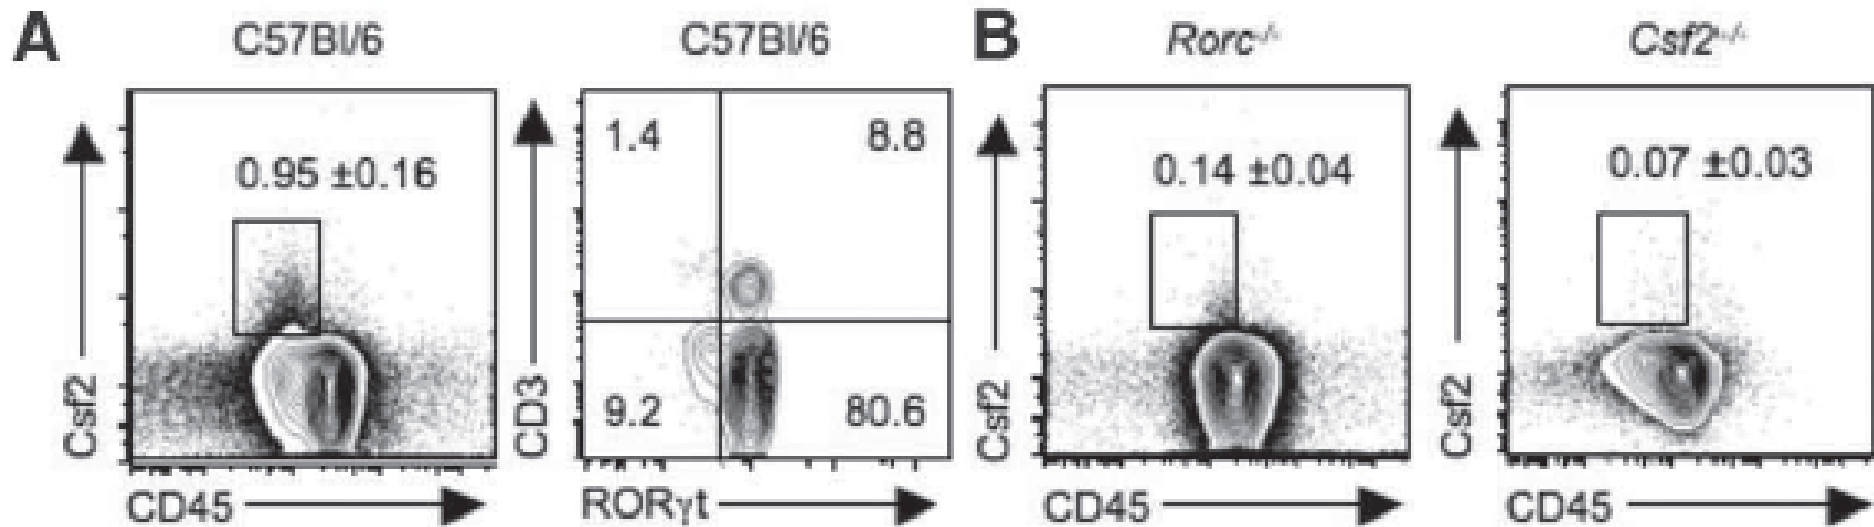 A
C57Bl/6
Csf2
0.95 ±0.16
CD45
C57Bl/6
CD3
1.4
8.8
9.2
80.6
RORγt
B
Rorc-/-
Csf2
0.14 ±0.04
CD45
Csf2-/-
Csf2
0.07 ±0.03
CD45